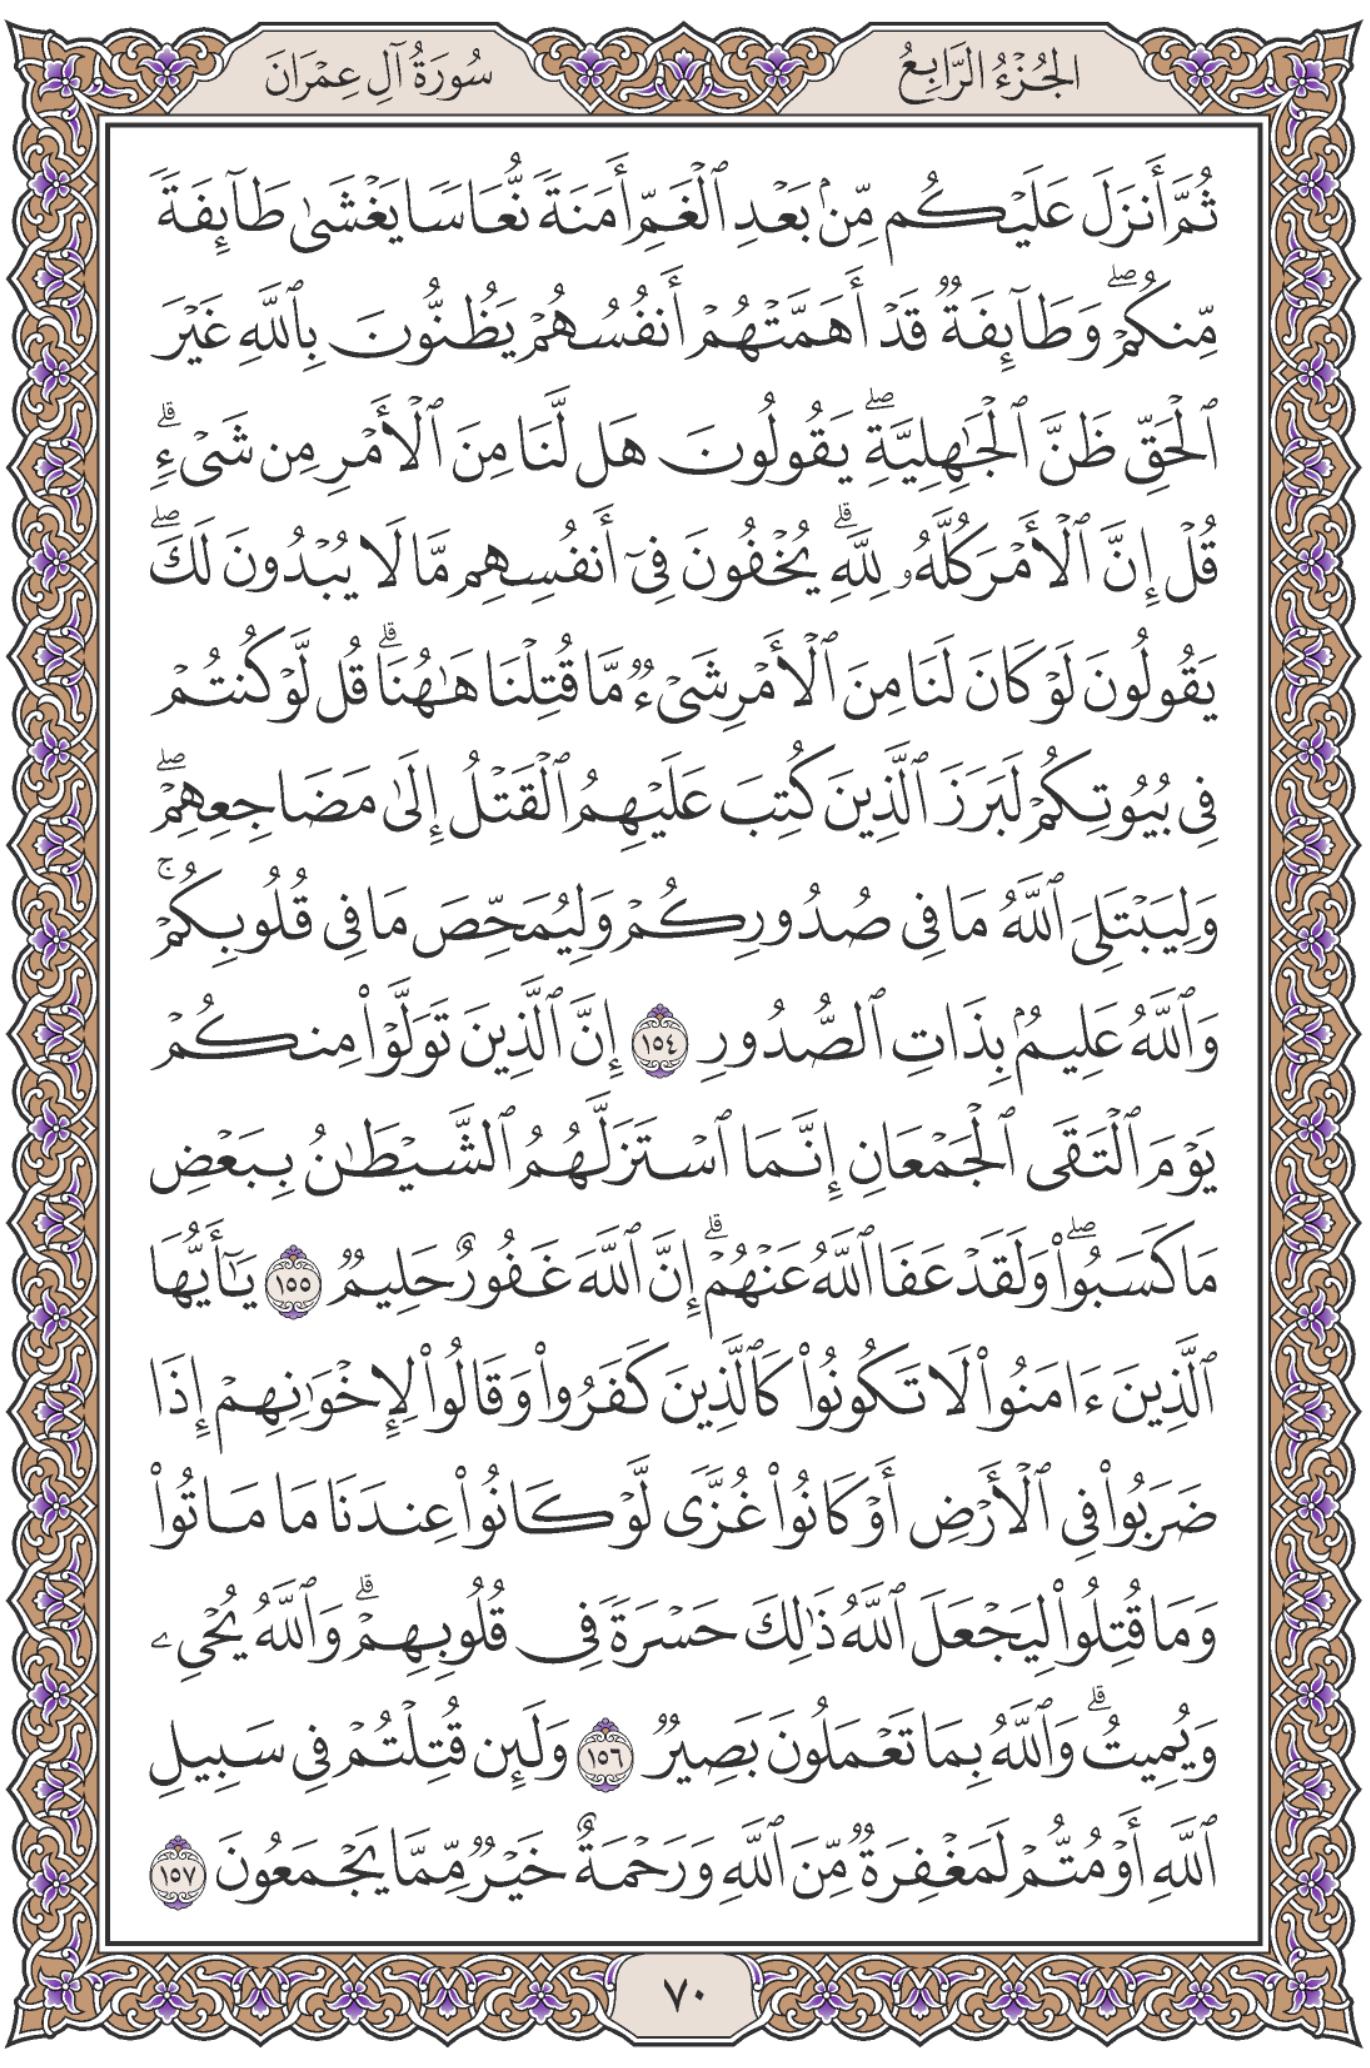 الجُزْءُ الرَّابِعُ
سُورَةُ آلِ عِمْرَانَ
ثُمَّ أَنزَلَ عَلَيْكُم مِّنۢ بَعْدِ ٱلْغَمِّ أَمَنَةً نُّعَاسًا يَغْشَىٰ طَآئِفَةً
مِّنكُمْ ۖ وَطَآئِفَةٌ قَدْ أَهَمَّتْهُمْ أَنفُسُهُمْ يَظُنُّونَ بِٱللَّهِ غَيْرَ
ٱلْحَقِّ ظَنَّ ٱلْجَٰهِلِيَّةِ ۖ يَقُولُونَ هَل لَّنَا مِنَ ٱلْأَمْرِ مِن شَىْءٍ ۗ
قُلْ إِنَّ ٱلْأَمْرَ كُلَّهُۥ لِلَّهِ ۗ يُخْفُونَ فِىٓ أَنفُسِهِم مَّا لَا يُبْدُونَ لَكَ ۖ
يَقُولُونَ لَوْ كَانَ لَنَا مِنَ ٱلْأَمْرِ شَىْءٌ مَّا قُتِلْنَا هَٰهُنَا ۗ قُل لَّوْ كُنتُمْ
فِى بُيُوتِكُمْ لَبَرَزَ ٱلَّذِينَ كُتِبَ عَلَيْهِمُ ٱلْقَتْلُ إِلَىٰ مَضَاجِعِهِمْ ۖ
وَلِيَبْتَلِىَ ٱللَّهُ مَا فِى صُدُورِكُمْ وَلِيُمَحِّصَ مَا فِى قُلُوبِكُمْ ۚ
وَٱللَّهُ عَلِيمٌۢ بِذَاتِ ٱلصُّدُورِ ١٥٤ إِنَّ ٱلَّذِينَ تَوَلَّوْا۟ مِنكُمْ
يَوْمَ ٱلْتَقَى ٱلْجَمْعَانِ إِنَّمَا ٱسْتَزَلَّهُمُ ٱلشَّيْطَٰنُ بِبَعْضِ
مَا كَسَبُوا۟ ۖ وَلَقَدْ عَفَا ٱللَّهُ عَنْهُمْ ۗ إِنَّ ٱللَّهَ غَفُورٌ حَلِيمٌ ١٥٥ يَٰٓأَيُّهَا
ٱلَّذِينَ ءَامَنُوا۟ لَا تَكُونُوا۟ كَٱلَّذِينَ كَفَرُوا۟ وَقَالُوا۟ لِإِخْوَٰنِهِمْ إِذَا
ضَرَبُوا۟ فِى ٱلْأَرْضِ أَوْ كَانُوا۟ غُزًّى لَّوْ كَانُوا۟ عِندَنَا مَا مَاتُوا۟
وَمَا قُتِلُوا۟ لِيَجْعَلَ ٱللَّهُ ذَٰلِكَ حَسْرَةً فِى قُلُوبِهِمْ ۗ وَٱللَّهُ يُحْىِۦ
وَيُمِيتُ ۗ وَٱللَّهُ بِمَا تَعْمَلُونَ بَصِيرٌ ١٥٦ وَلَئِن قُتِلْتُمْ فِى سَبِيلِ
ٱللَّهِ أَوْ مُتُّمْ لَمَغْفِرَةٌ مِّنَ ٱللَّهِ وَرَحْمَةٌ خَيْرٌ مِّمَّا يَجْمَعُونَ ١٥٧
٧٠